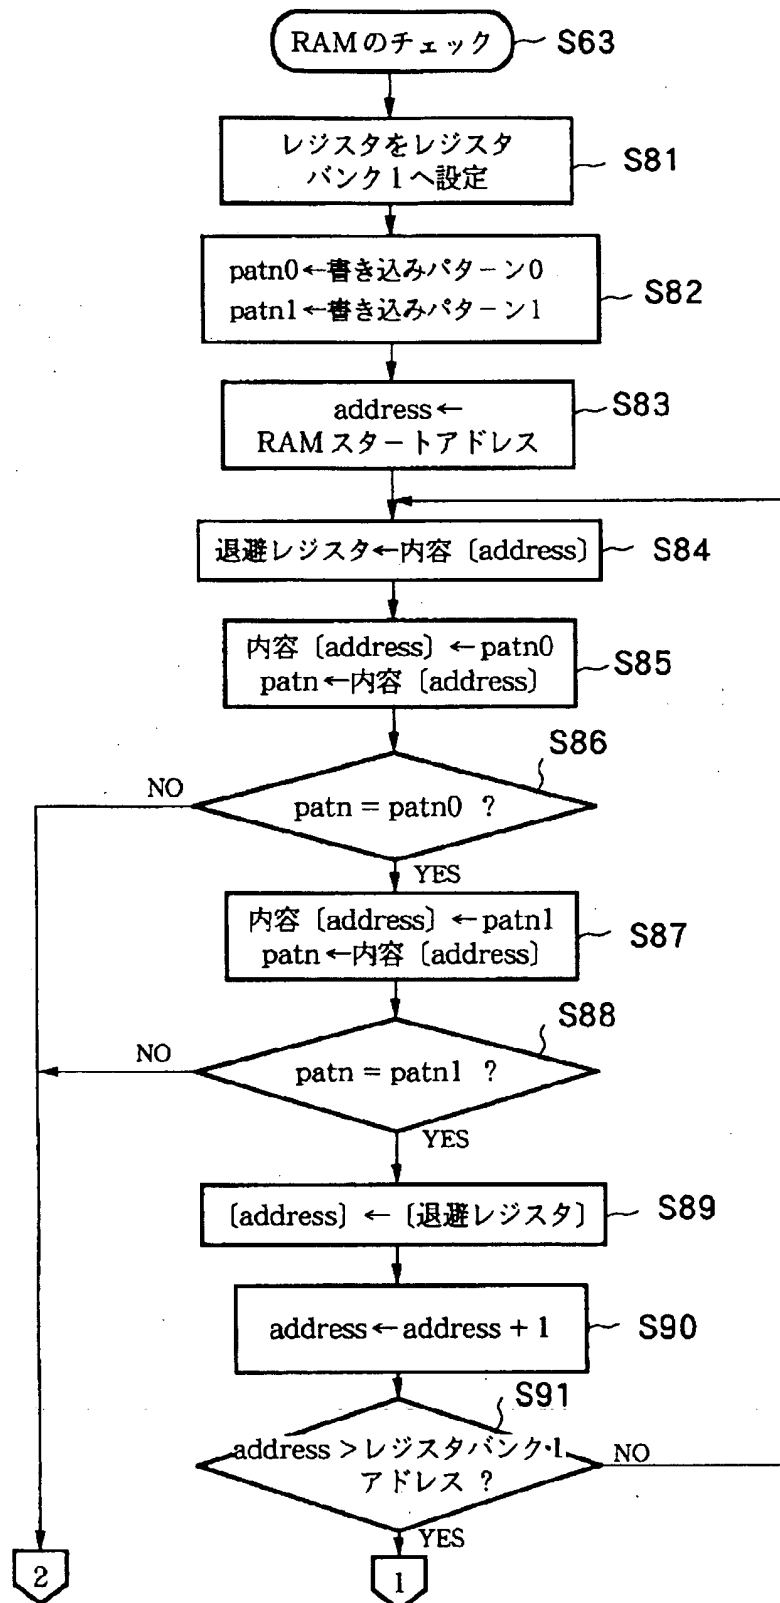 RAMのチェック
S63
レジスタをレジスタ
バンク1へ設定
S81
patn0←書き込みパターン0
patn1←書き込みパターン1
S82
address←
RAMスタートアドレス
S83
退避レジスタ←内容〔address〕
S84
内容〔address〕←patn0
patn←内容〔address〕
S85
S86
NO
patn = patn0 ?
YES
内容〔address〕←patn1
patn←内容〔address〕
S87
S88
NO
patn = patn1 ?
YES
〔address〕←〔退避レジスタ〕
S89
address←address + 1
S90
S91
address >レジスタバンク·1
アドレス ?
NO
YES
2
1